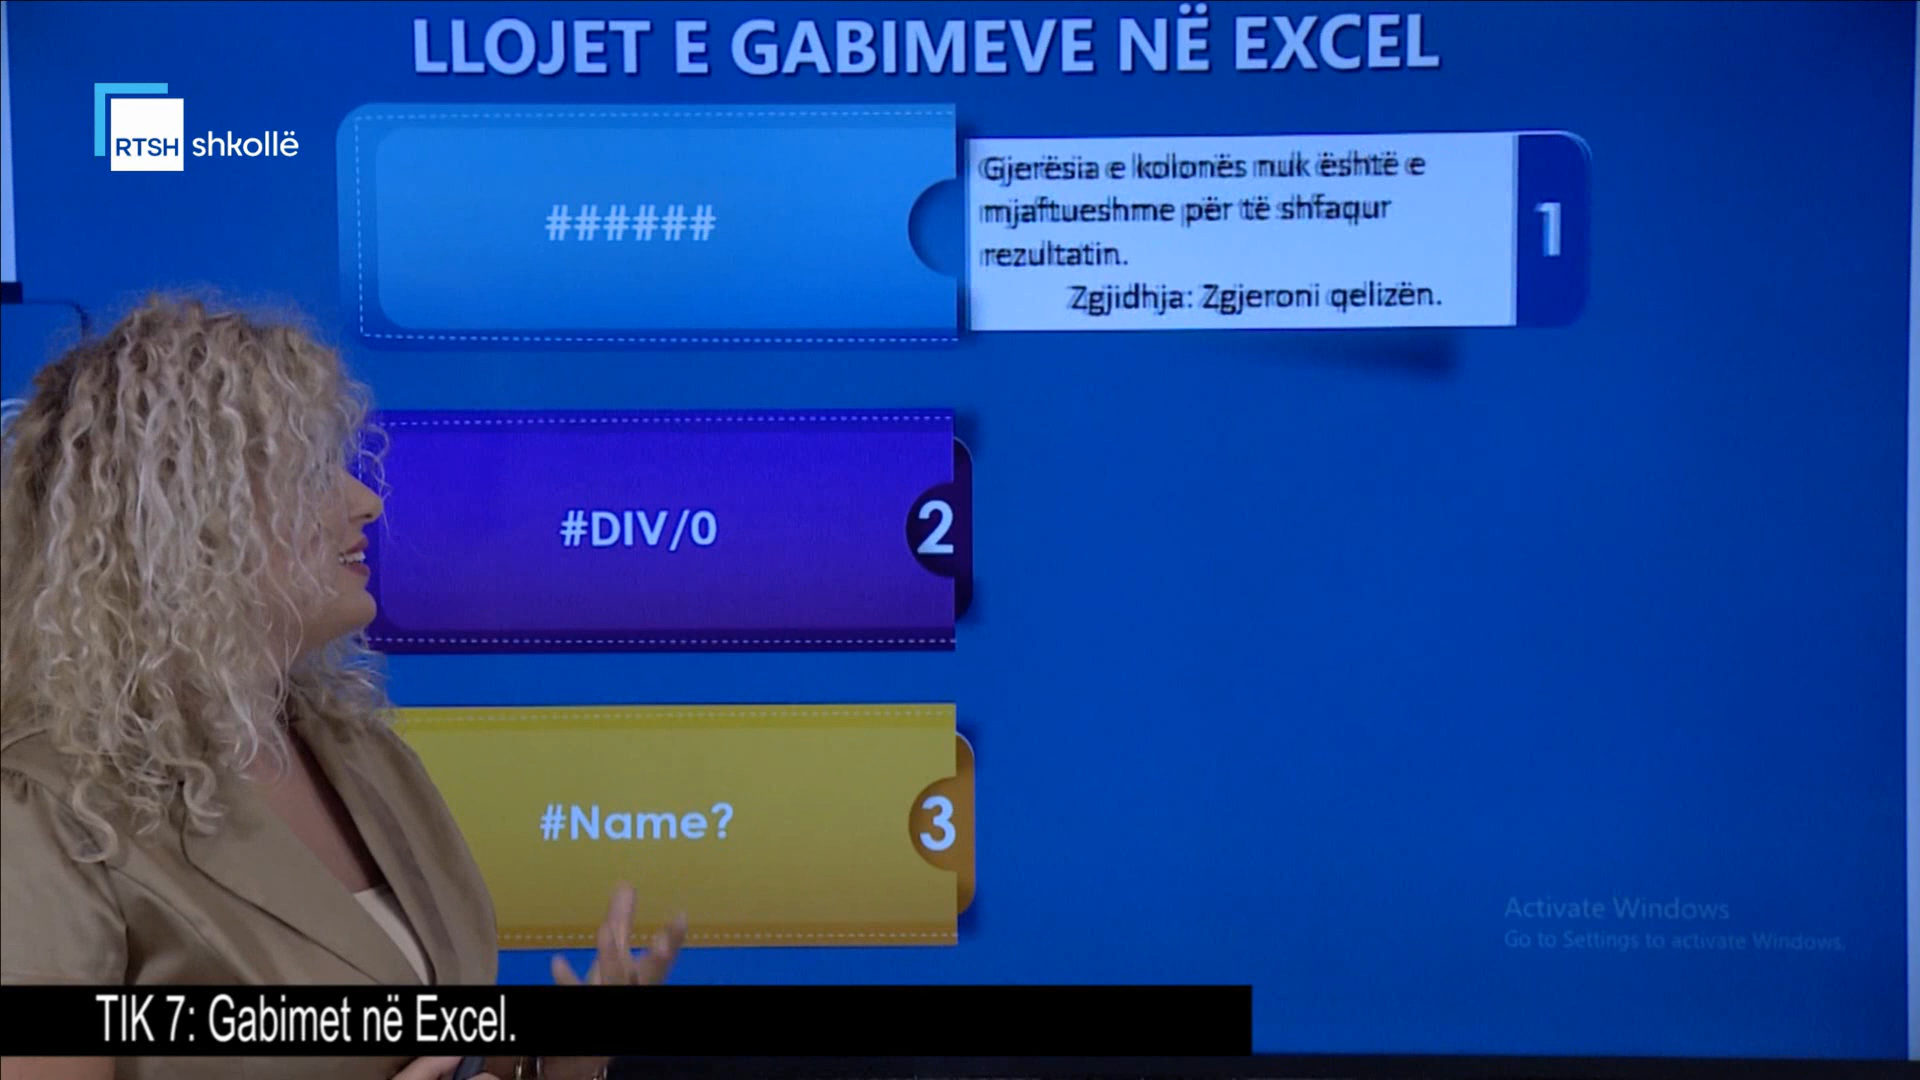 LLOJET E GABIMEVE NË EXCEL
RTSH shkollë
######
Gjerësia e kolonës nuk është e
mjaftueshme për të shfaqur
rezultatin.
Zgjidhja: Zgjeroni qelizën.
1
#DIV/0
2
#Name?
3
Activate Windows
Go to Settings to activate Windows.
TIK 7: Gabimet në Excel.